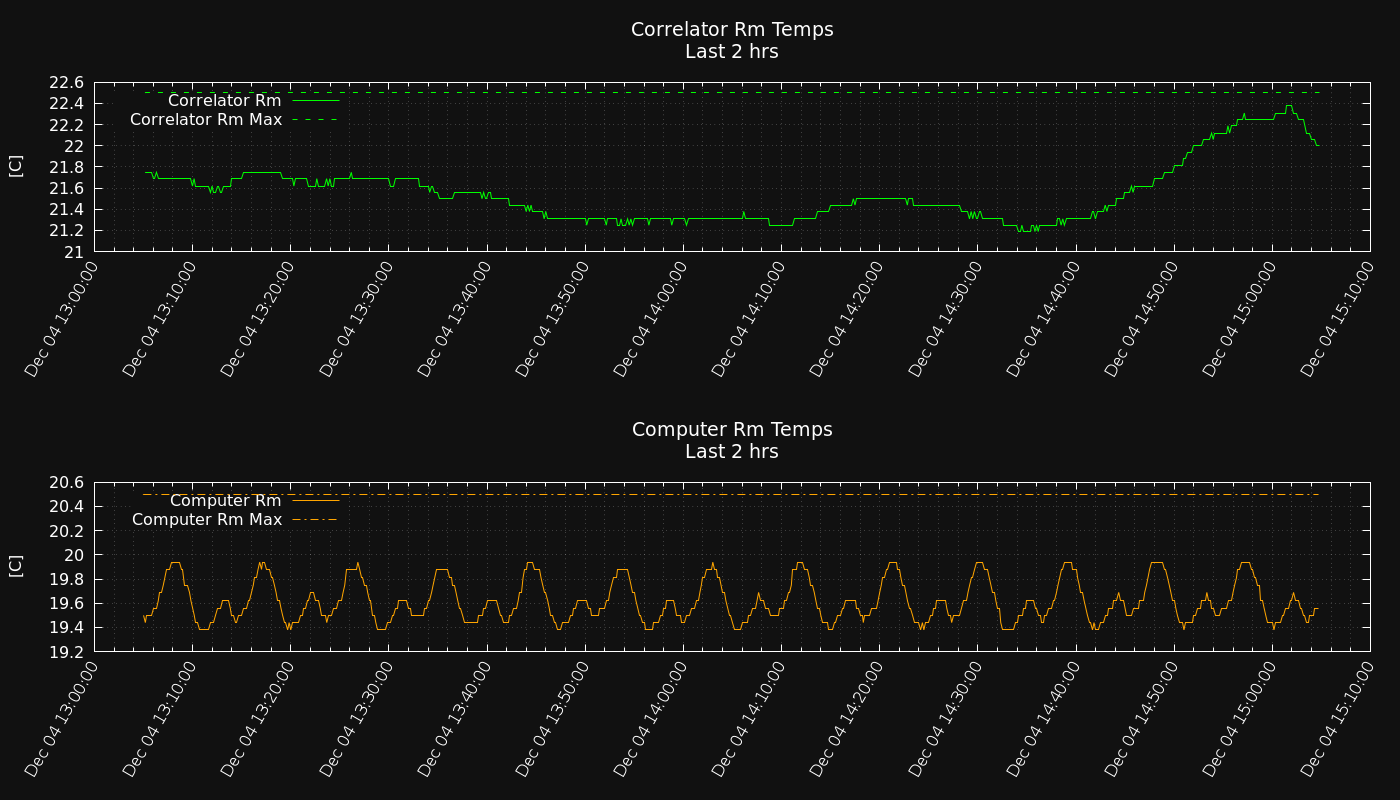 Correlator Rm Temps
Last 2 hrs
22.6
22.4
22.2
22
21.8
21.6
21.4
21.2
21
[C]
Correlator Rm
Correlator Rm Max
Dec 04 13:00:00
Dec 04 13:10:00
Dec 04 13:20:00
Dec 04 13:30:00
Dec 04 13:40:00
Dec 04 13:50:00
Dec 04 14:00:00
Dec 04 14:10:00
Dec 04 14:20:00
Dec 04 14:30:00
Dec 04 14:40:00
Dec 04 14:50:00
Dec 04 15:00:00
Dec 04 15:10:00
Computer Rm Temps
Last 2 hrs
20.6
20.4
20.2
20
19.8
19.6
19.4
19.2
[C]
Computer Rm
Computer Rm Max
Dec 04 13:00:00
Dec 04 13:10:00
Dec 04 13:20:00
Dec 04 13:30:00
Dec 04 13:40:00
Dec 04 13:50:00
Dec 04 14:00:00
Dec 04 14:10:00
Dec 04 14:20:00
Dec 04 14:30:00
Dec 04 14:40:00
Dec 04 14:50:00
Dec 04 15:00:00
Dec 04 15:10:00